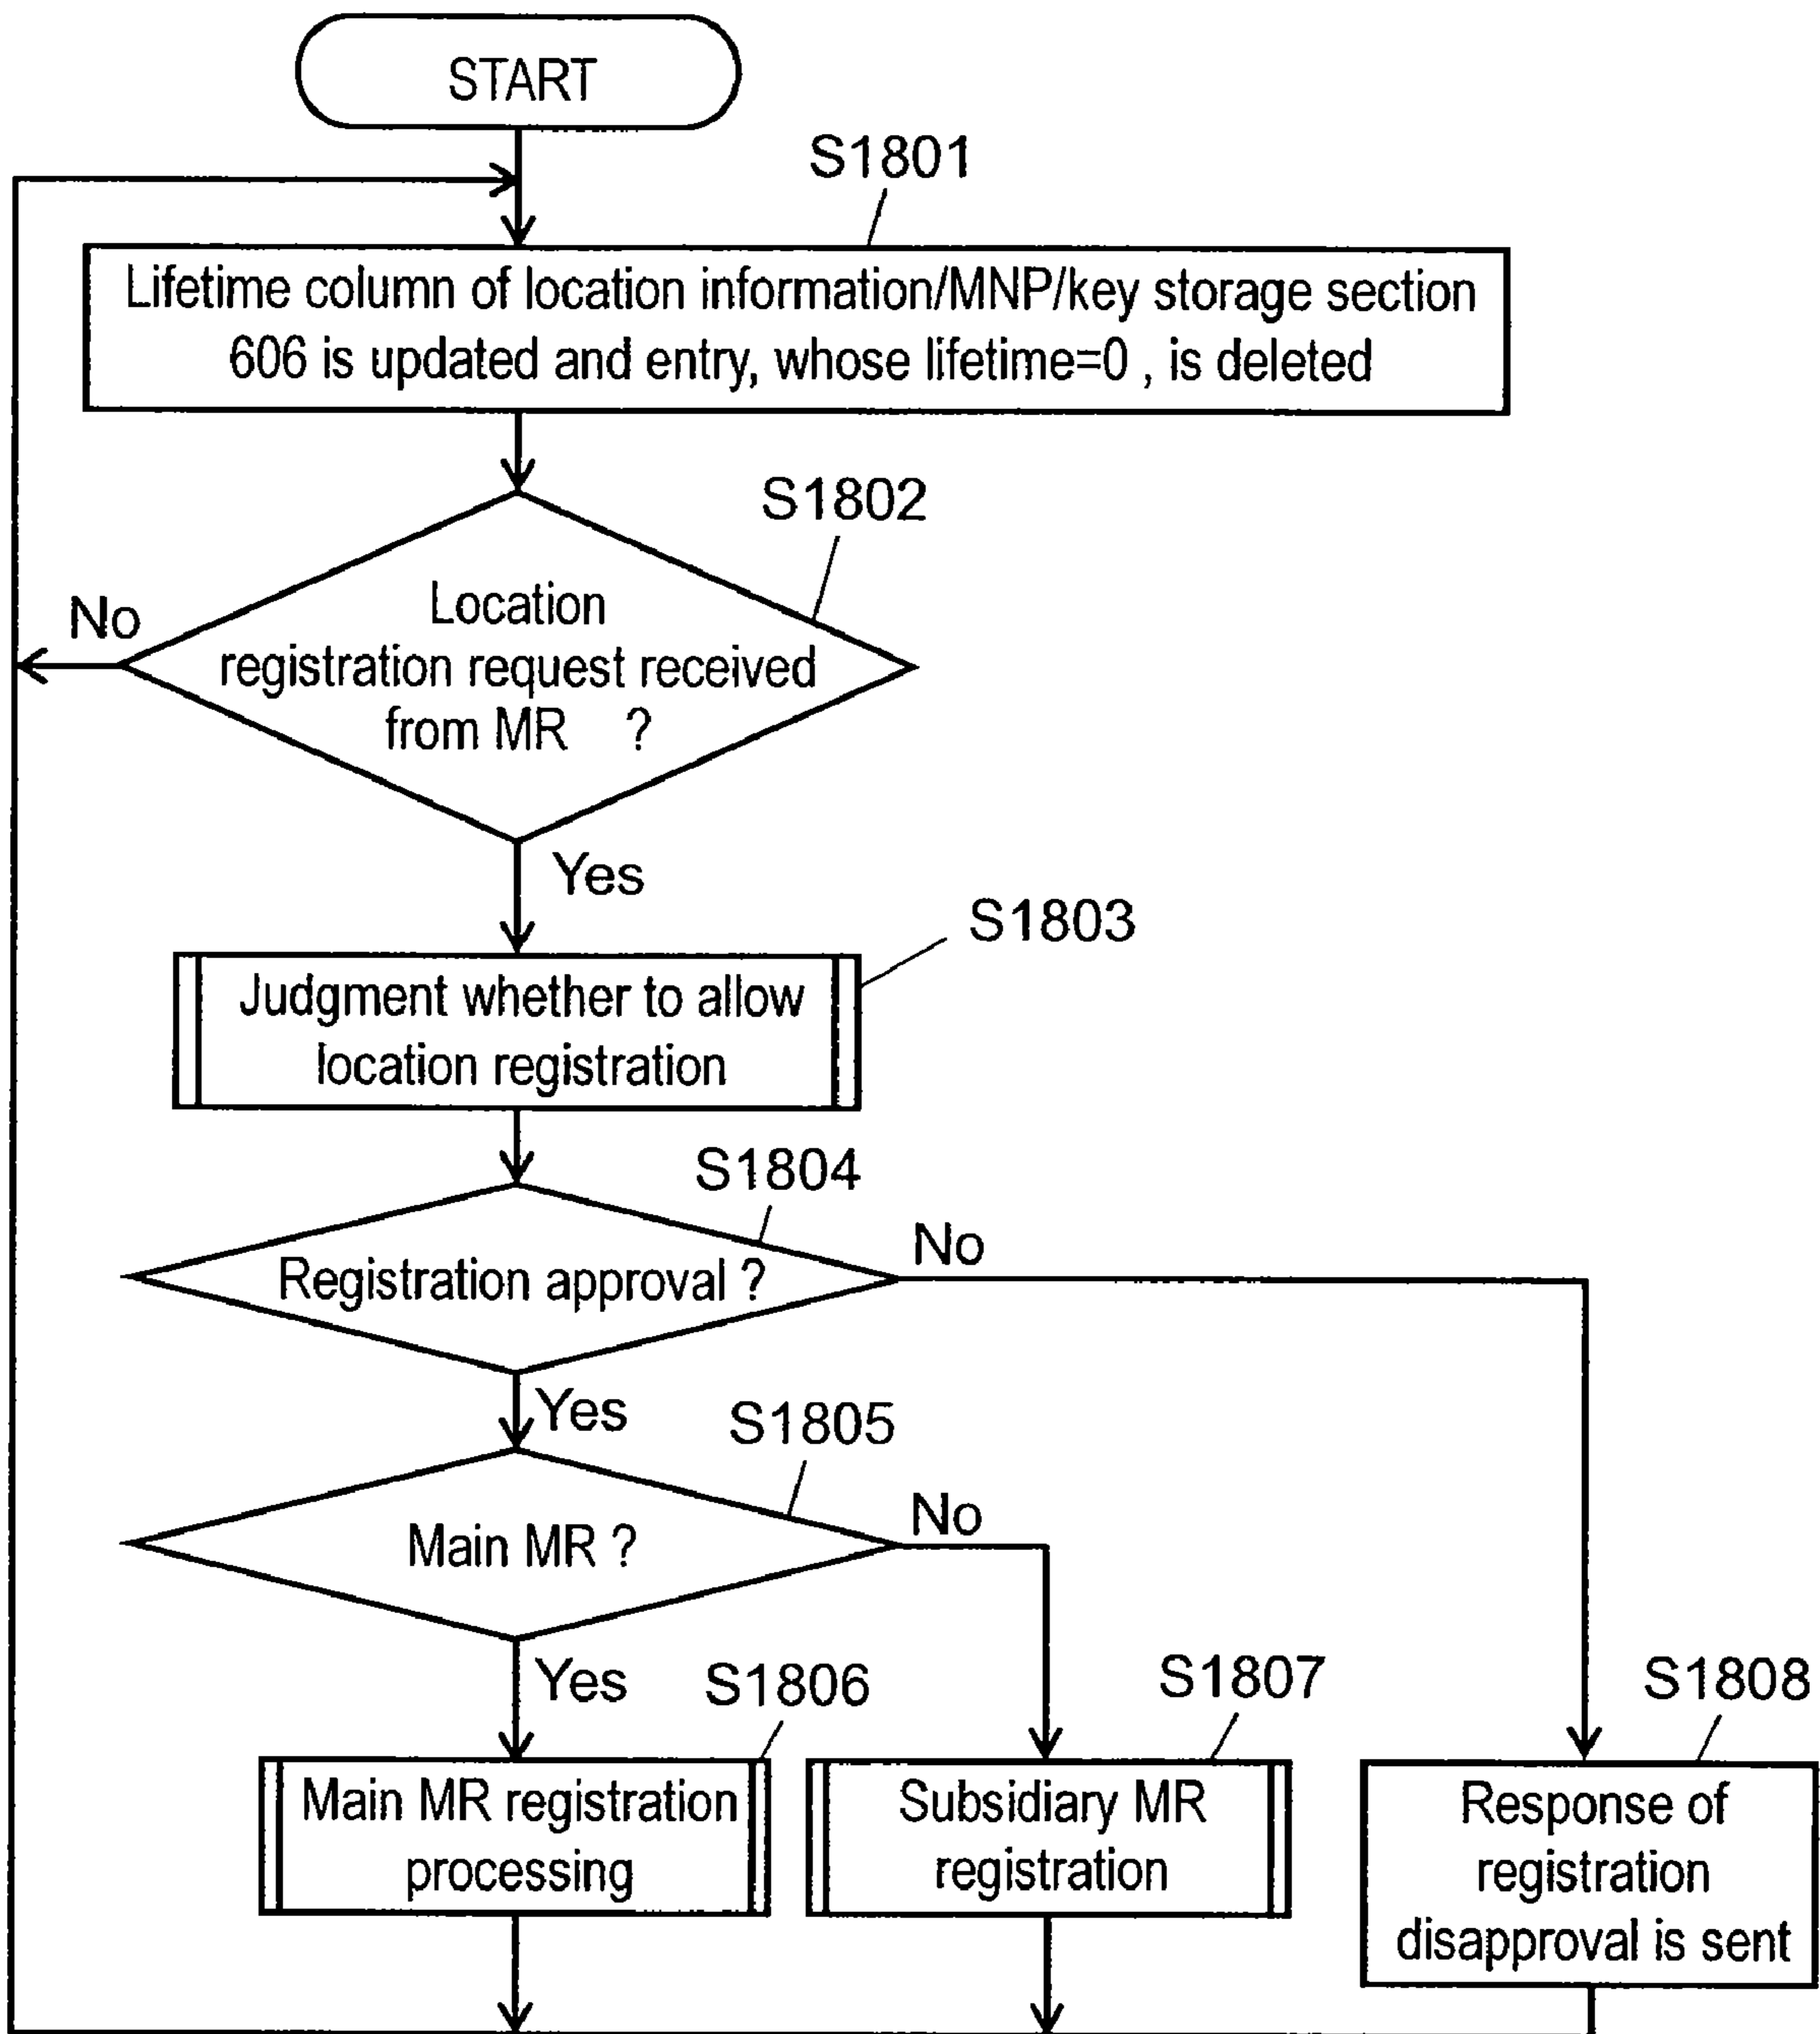 START
S1801
Lifetime column of location information/MNP/key storage section
606 is updated and entry, whose lifetime=0 , is deleted
S1802
Location
registration request received
from MR ?
No
Yes
S1803
Judgment whether to allow
location registration
S1804
Registration approval ?
No
Yes
S1805
Main MR ?
No
Yes
S1806
Main MR registration
processing
S1807
Subsidiary MR
registration
S1808
Response of
registration
disapproval is sent